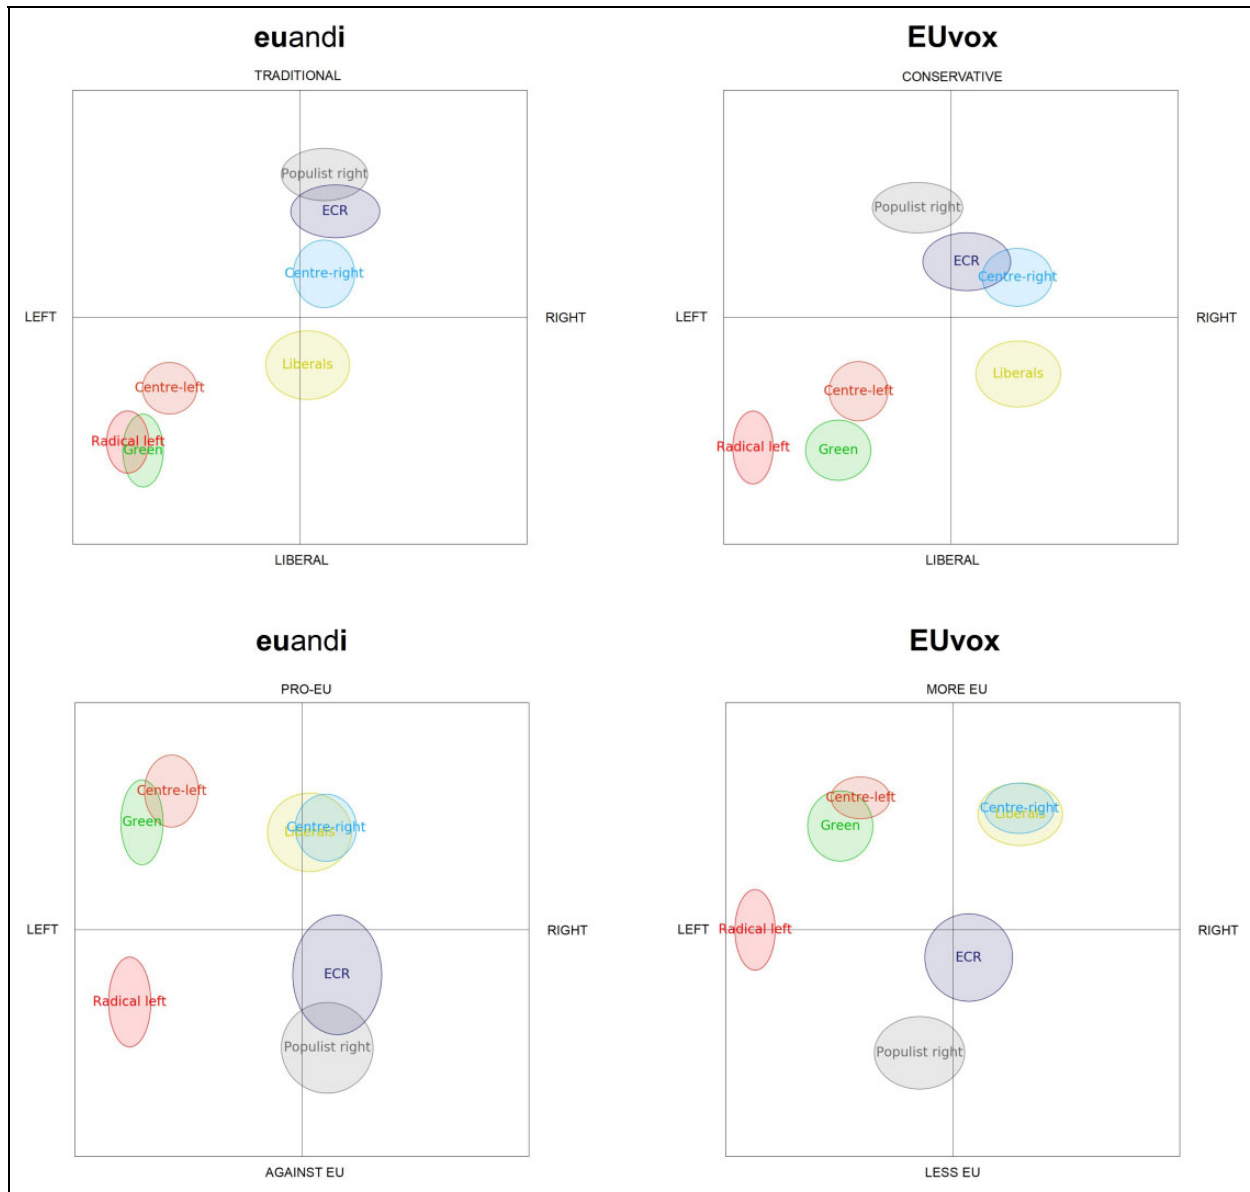 euandi
EUvox
TRADITIONAL
CONSERVATIVE
Populist right
ECR
Centre-right
LEFT
RIGHT
Liberals
Centre-left
Radical left
Green
LIBERAL
Populist right
ECR
Centre-right
LEFT
RIGHT
Liberals
Centre-left
Radical left
Green
LIBERAL
euandi
EUvox
PRO-EU
MORE EU
Centre-left
Green
Centre-right
Liberals
LEFT
RIGHT
ECR
Radical left
Populist right
AGAINST EU
Centre-left
Centre-right
Liberals
Green
LEFT
Radical left
RIGHT
ECR
Populist right
LESS EU